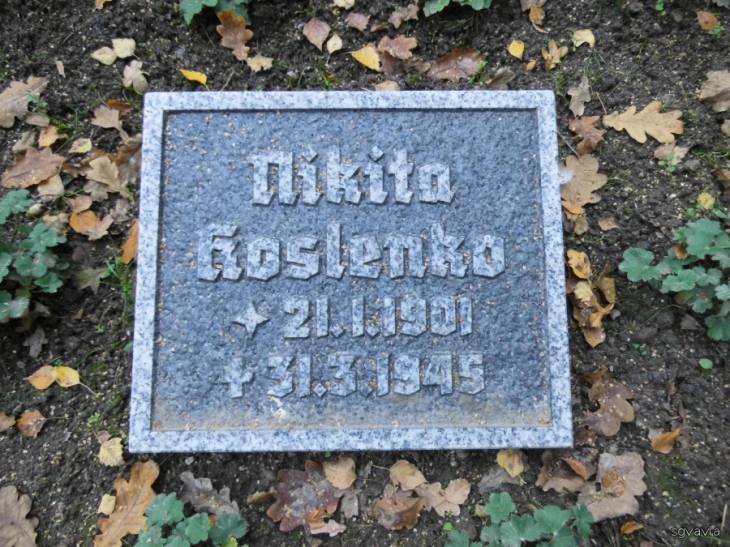 Nikita
Koslenko
✦ 21.1.1901
✝ 31.3.1945
sgvavia